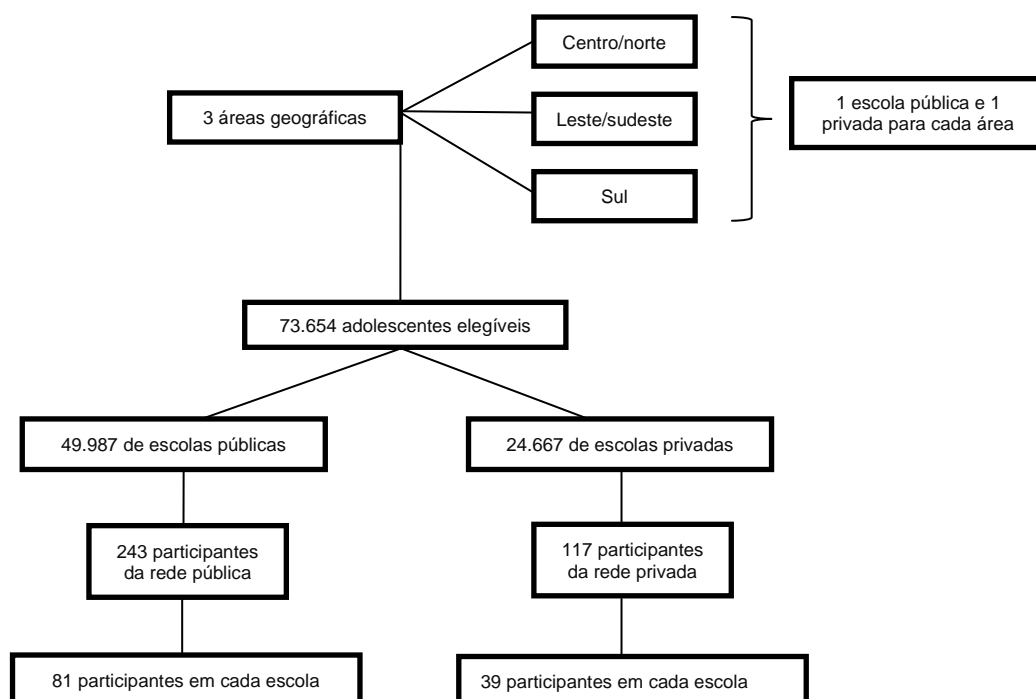 Centro/norte
3 áreas geográficas
Leste/sudeste
1 escola pública e 1
privada para cada área
Sul
73.654 adolescentes elegíveis
49.987 de escolas públicas
24.667 de escolas privadas
243 participantes
da rede pública
117 participantes
da rede privada
81 participantes em cada escola
39 participantes em cada escola